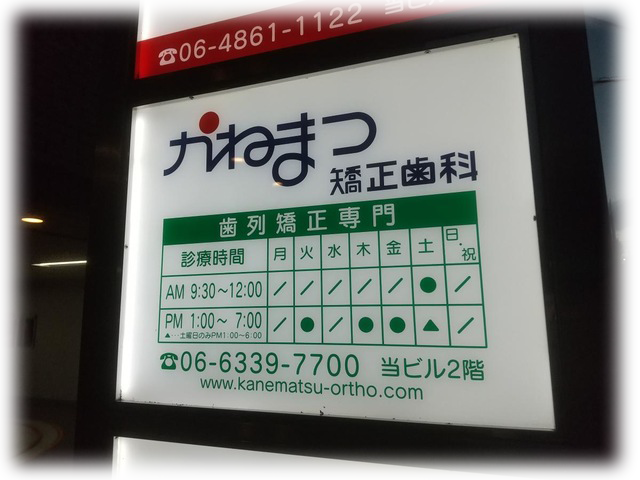 ☎06-4861-1122
かねまつ
矯正歯科
歯列矯正専門
診療時間 月 火 水 木 金 土 日・祝
AM 9:30～12:00 ／ ／ ／ ／ ／ ● ／
PM 1:00～ 7:00 ／ ● ／ ● ● ▲ ／
▲…土曜日のみPM1:00～6:00
☎06-6339-7700 当ビル2階
www.kanematsu-ortho.com